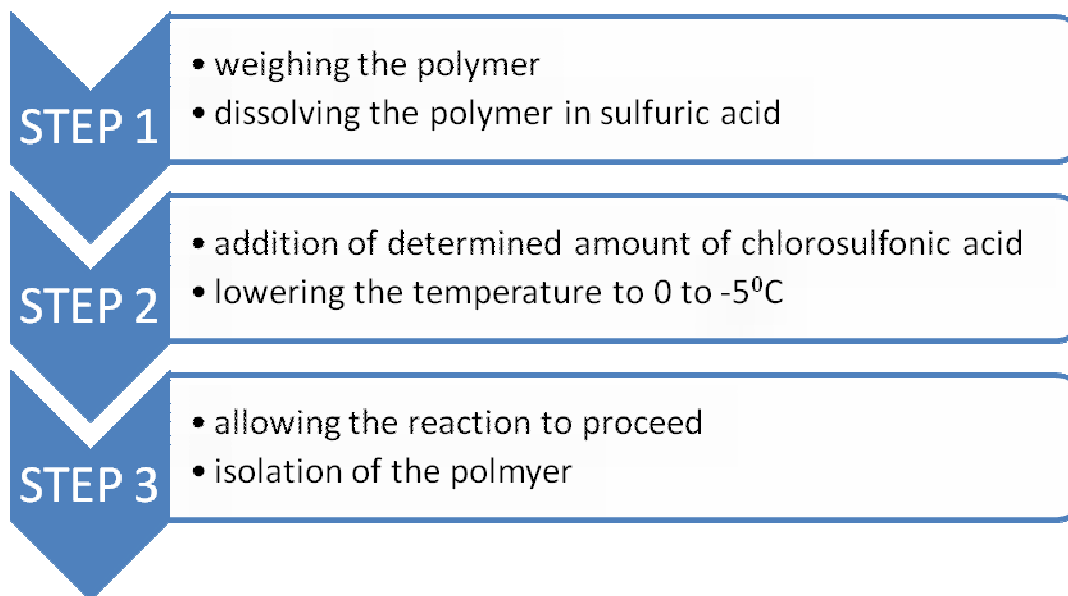 STEP 1
• weighing the polymer
• dissolving the polymer in sulfuric acid
STEP 2
• addition of determined amount of chlorosulfonic acid
• lowering the temperature to 0 to -5⁰C
STEP 3
• allowing the reaction to proceed
• isolation of the polmyer